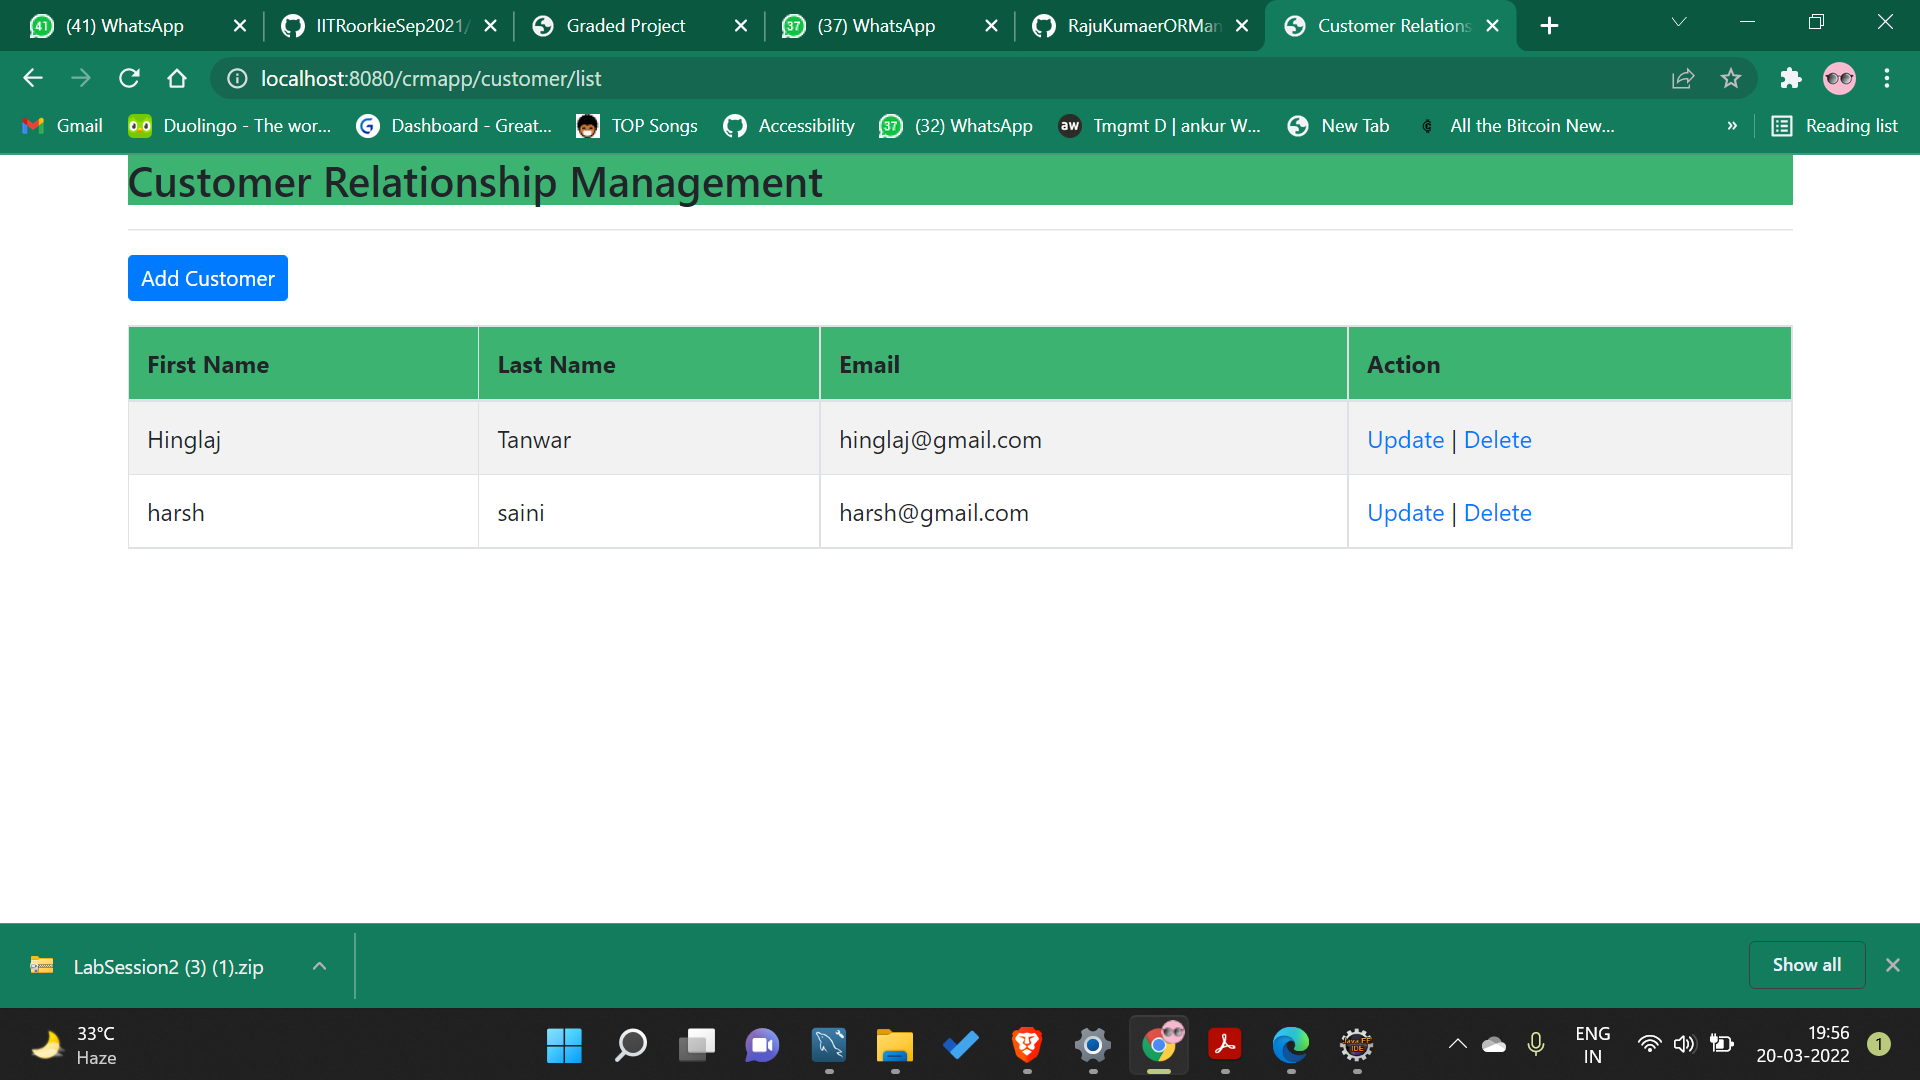 (41) WhatsApp
IITRoorkieSep2021/
Graded Project
(37) WhatsApp
RajuKumaerORMan
Customer Relations
localhost:8080/crmapp/customer/list
Gmail
Duolingo - The wor...
Dashboard - Great...
TOP Songs
Accessibility
(32) WhatsApp
Tmgmt D | ankur W...
New Tab
All the Bitcoin New...
»
Reading list
Customer Relationship Management
Add Customer
First Name Last Name Email Action
Hinglaj Tanwar hinglaj@gmail.com Update | Delete
harsh saini harsh@gmail.com Update | Delete
LabSession2 (3) (1).zip
Show all
33°C
Haze
ENG
IN
19:56
20-03-2022
1